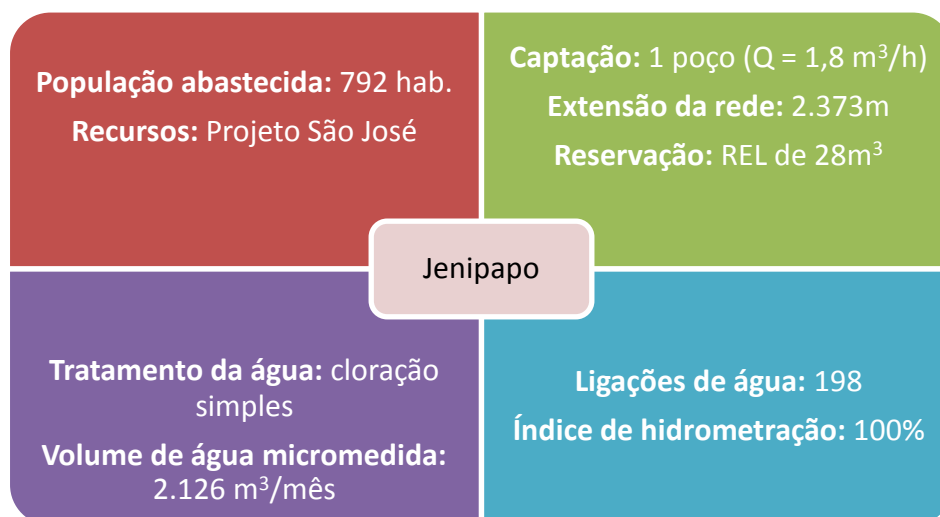 População abastecida: 792 hab.
Recursos: Projeto São José
Captação: 1 poço (Q = 1,8 m³/h)
Extensão da rede: 2.373m
Reservação: REL de 28m³
Jenipapo
Tratamento da água: cloração
simples
Volume de água micromedida:
2.126 m³/mês
Ligações de água: 198
Índice de hidrometração: 100%